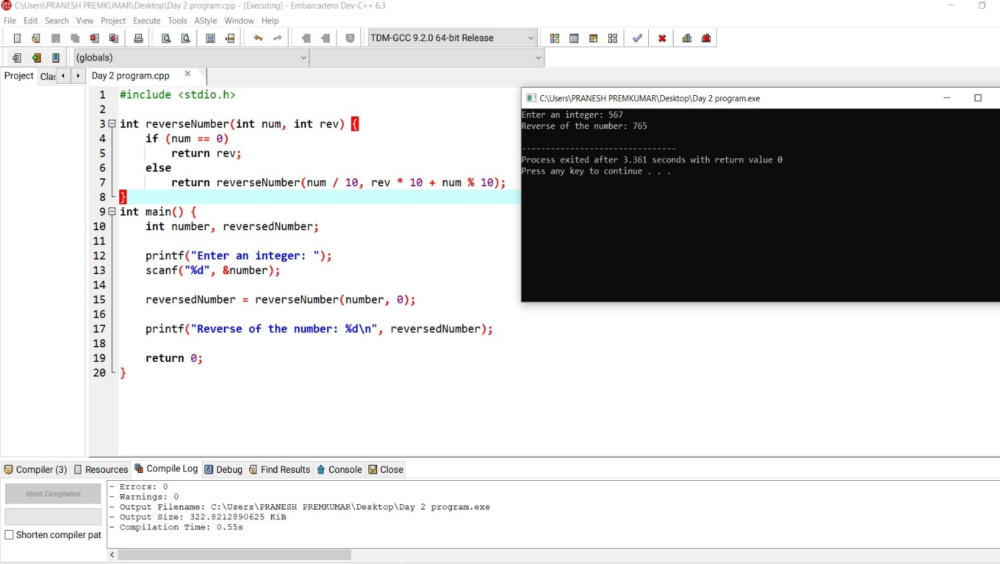 C:\Users\PRANESH PREMKUMAR\Desktop\Day 2 program.cpp - [Executing] - Embarcadero Dev-C++ 6.3
File Edit Search View Project Execute Tools AStyle Window Help
TDM-GCC 9.2.0 64-bit Release
(globals)
Project Clas Day 2 program.cpp
1 #include <stdio.h>
2
3 int reverseNumber(int num, int rev) {
4 if (num == 0)
5 return rev;
6 else
7 return reverseNumber(num / 10, rev * 10 + num % 10);
8 }
9 int main() {
10 int number, reversedNumber;
11
12 printf("Enter an integer: ");
13 scanf("%d", &number);
14
15 reversedNumber = reverseNumber(number, 0);
16
17 printf("Reverse of the number: %d\n", reversedNumber);
18
19 return 0;
20 }
C:\Users\PRANESH PREMKUMAR\Desktop\Day 2 program.exe
Enter an integer: 567
Reverse of the number: 765
--------------------------------
Process exited after 3.361 seconds with return value 0
Press any key to continue . . .
Compiler (3) Resources Compile Log Debug Find Results Console Close
Abort Compilation
Shorten compiler pat
- Errors: 0
- Warnings: 0
- Output Filename: C:\Users\PRANESH PREMKUMAR\Desktop\Day 2 program.exe
- Output Size: 322.8212890625 KiB
- Compilation Time: 0.55s